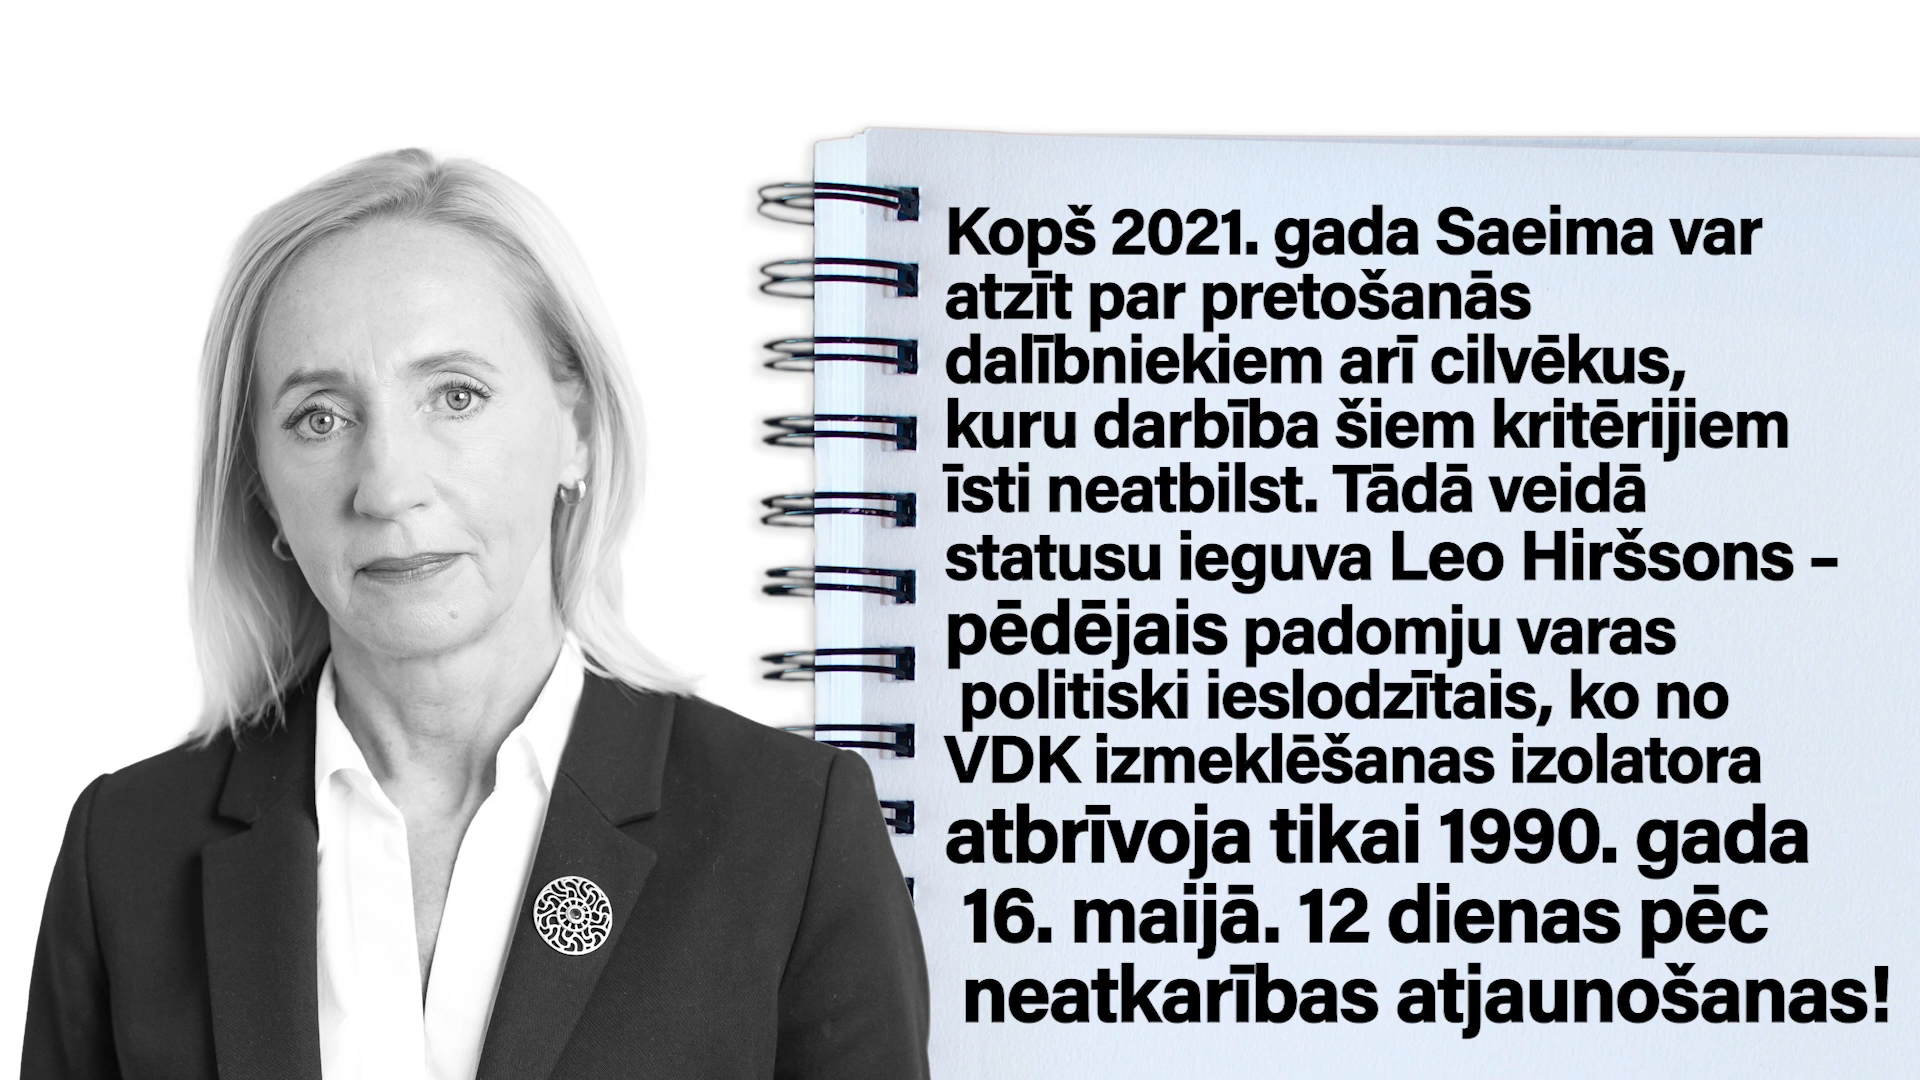 Kopš 2021. gada Saeima var
atzīt par pretošanās
dalībniekiem arī cilvēkus,
kuru darbība šiem kritērijiem
īsti neatbilst. Tādā veidā
statusu ieguva Leo Hiršsons –
pēdējais padomju varas
politiski ieslodzītais, ko no
VDK izmeklēšanas izolatora
atbrīvoja tikai 1990. gada
16. maijā. 12 dienas pēc
neatkarības atjaunošanas!